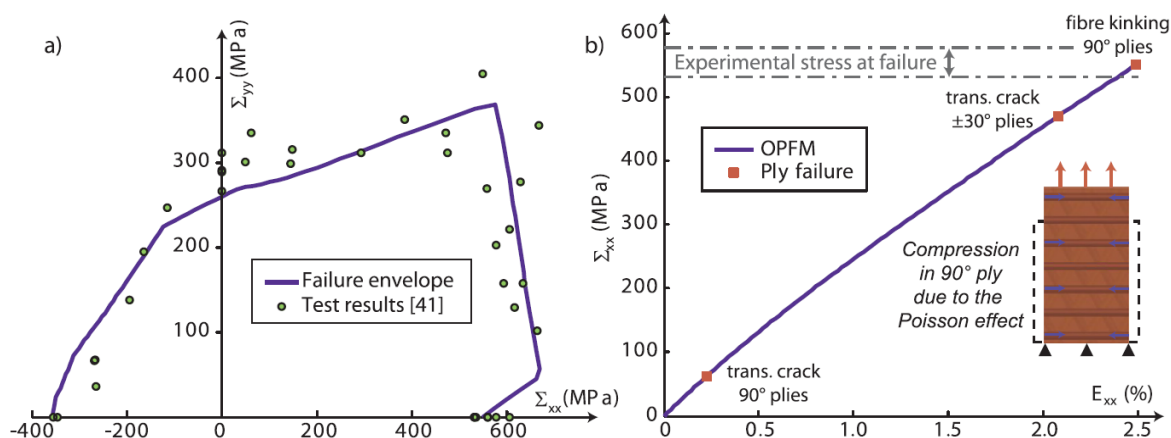 a)
Σyy (MPa)
400
300
200
100
Failure envelope
Test results [41]
Σxx (MPa)
-400
-200
0
200
400
600
b)
600
500
400
300
200
100
0
Σxx (MPa)
fibre kinking
90° plies
Experimental stress at failure
trans. crack
±30° plies
OPFM
Ply failure
Compression
in 90° ply
due to the
Poisson effect
trans. crack
90° plies
Exx (%)
0
0.5
1.0
1.5
2.0
2.5